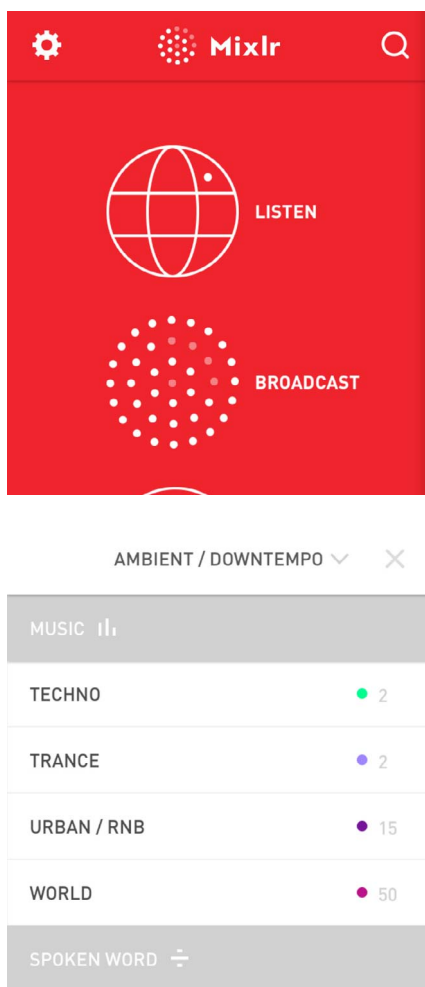 Mixlr
LISTEN
BROADCAST
AMBIENT / DOWNTEMPO
MUSIC
TECHNO 2
TRANCE 2
URBAN / RNB 15
WORLD 50
SPOKEN WORD